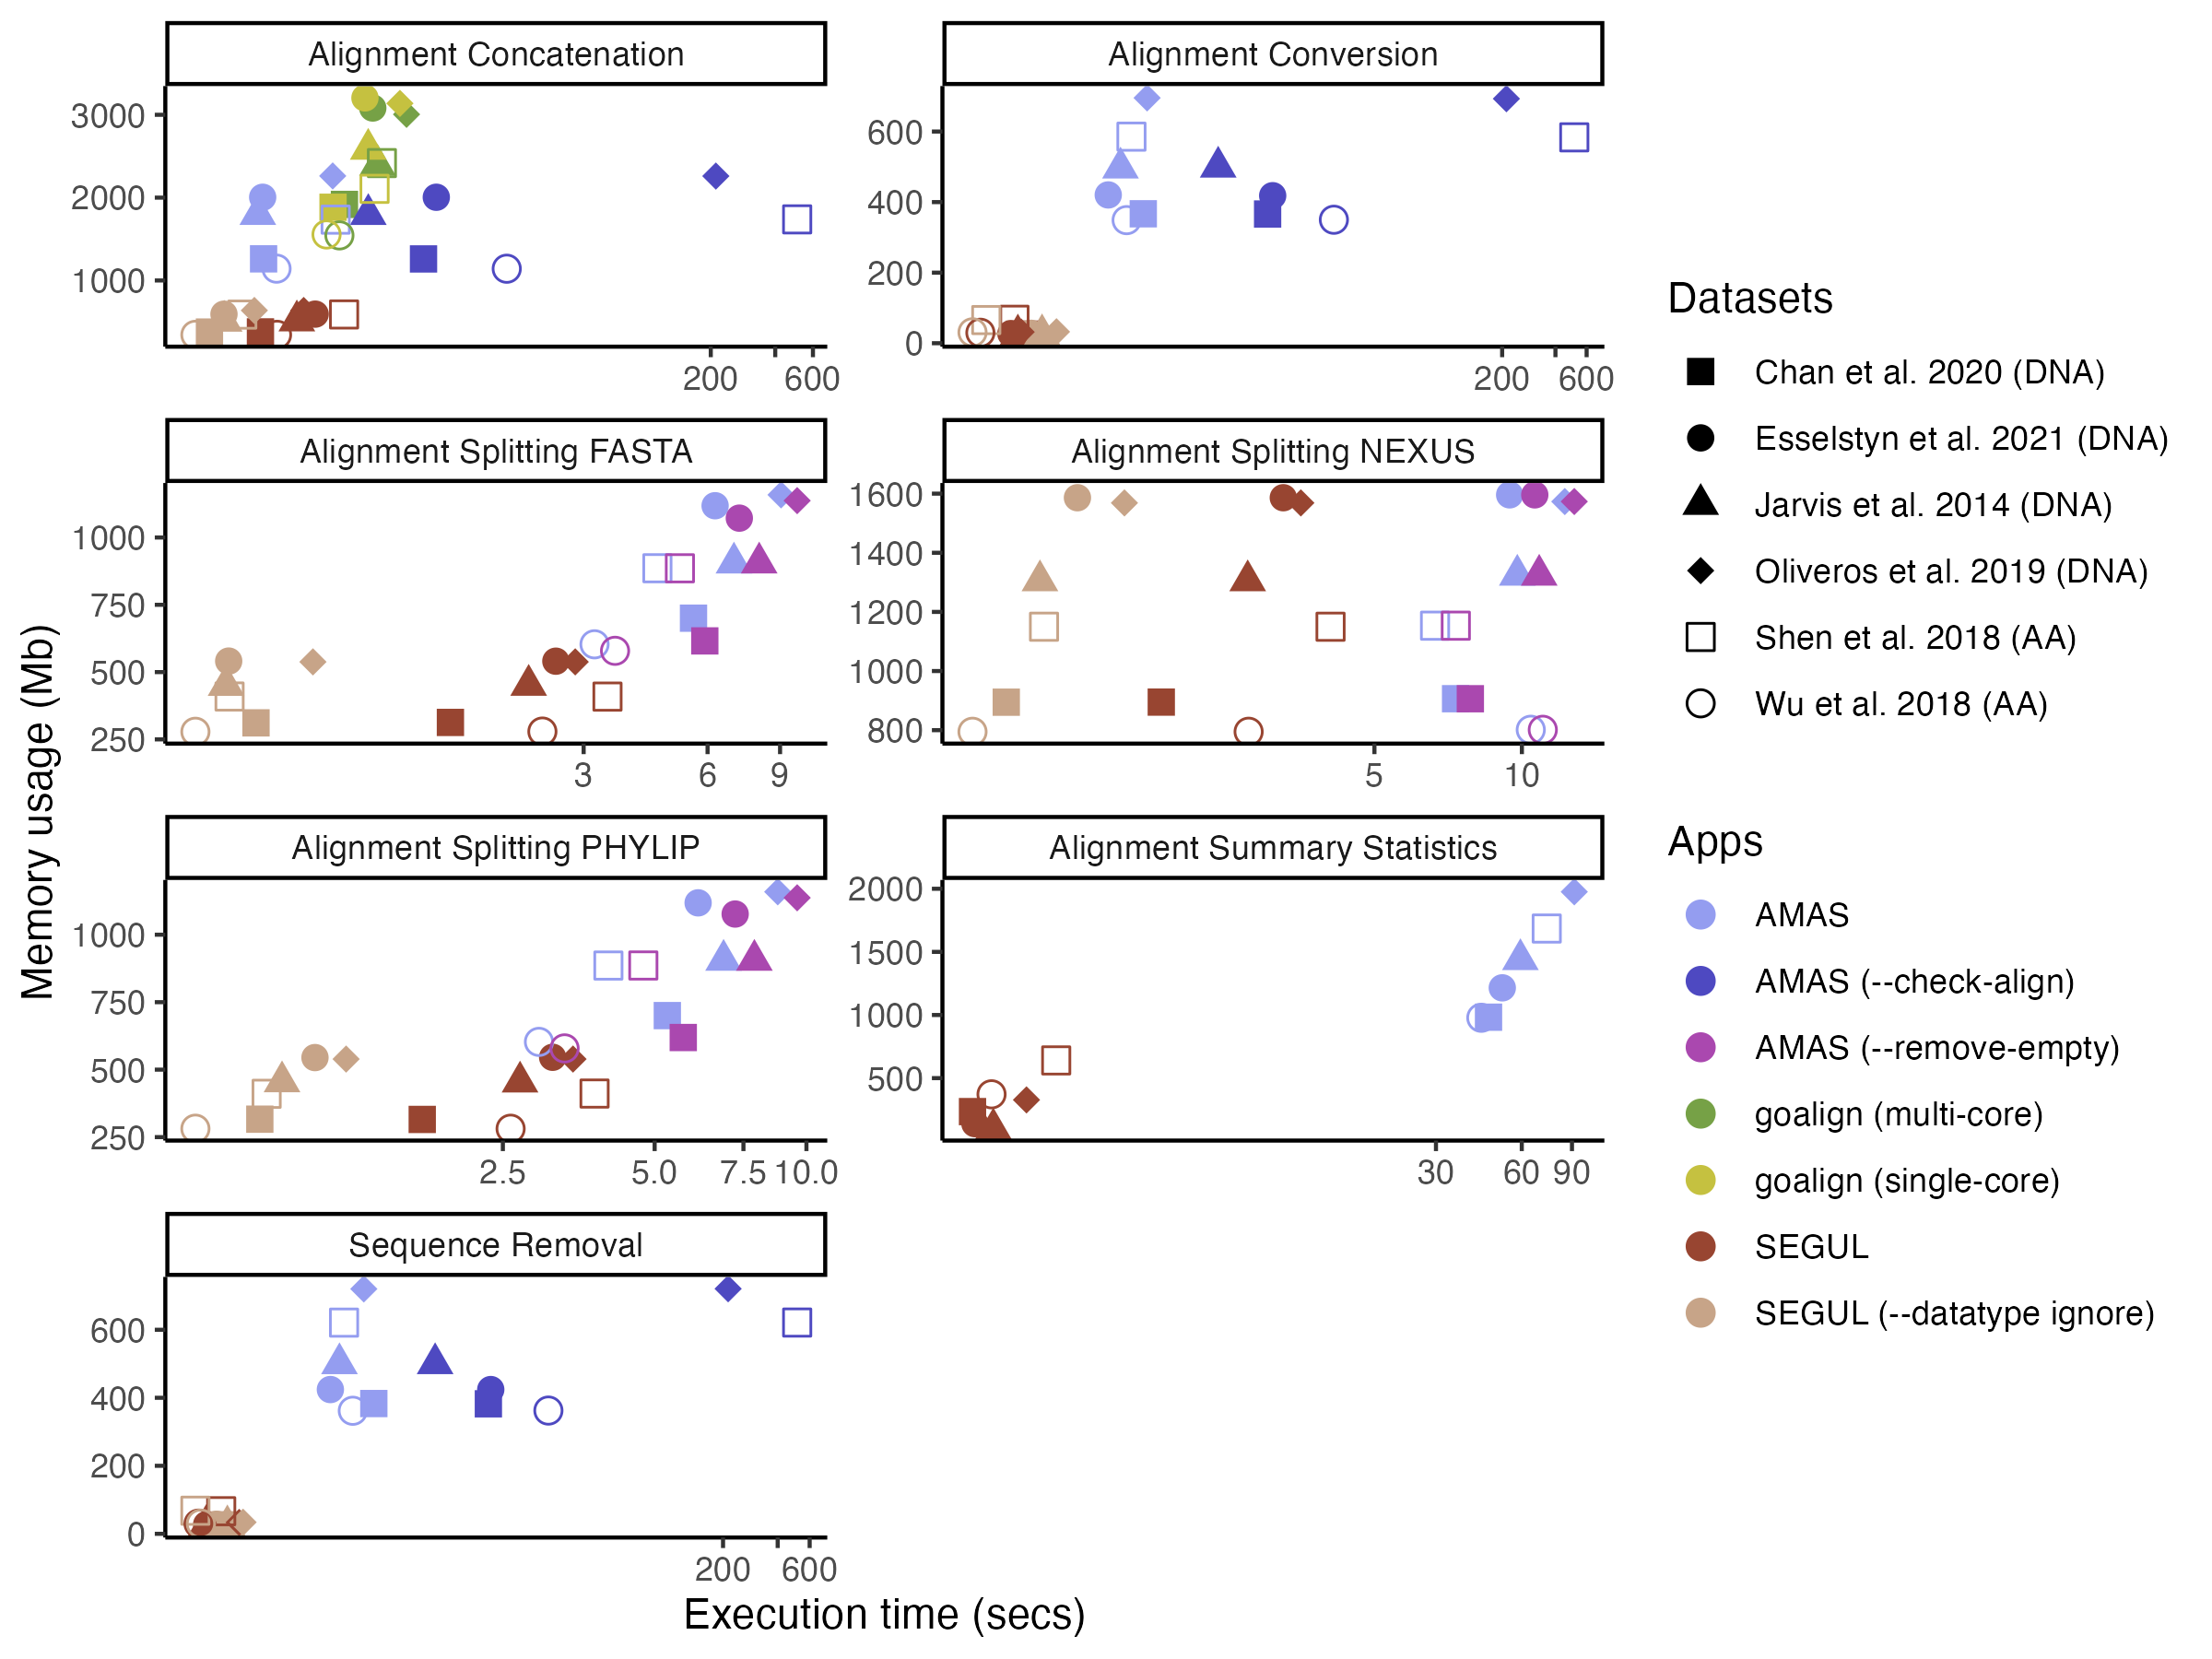 Alignment Concatenation
Alignment Conversion
3000
2000
1000
200
600
600
400
200
0
200
600
Alignment Splitting FASTA
Alignment Splitting NEXUS
1000
750
500
250
3
6
9
1600
1400
1200
1000
800
5
10
Alignment Splitting PHYLIP
Alignment Summary Statistics
1000
750
500
250
2.5
5.0
7.5
10.0
2000
1500
1000
500
30
60
90
Sequence Removal
600
400
200
0
200
600
Execution time (secs)
Memory usage (Mb)
Datasets
Chan et al. 2020 (DNA)
Esselstyn et al. 2021 (DNA)
Jarvis et al. 2014 (DNA)
Oliveros et al. 2019 (DNA)
Shen et al. 2018 (AA)
Wu et al. 2018 (AA)
Apps
AMAS
AMAS (--check-align)
AMAS (--remove-empty)
goalign (multi-core)
goalign (single-core)
SEGUL
SEGUL (--datatype ignore)